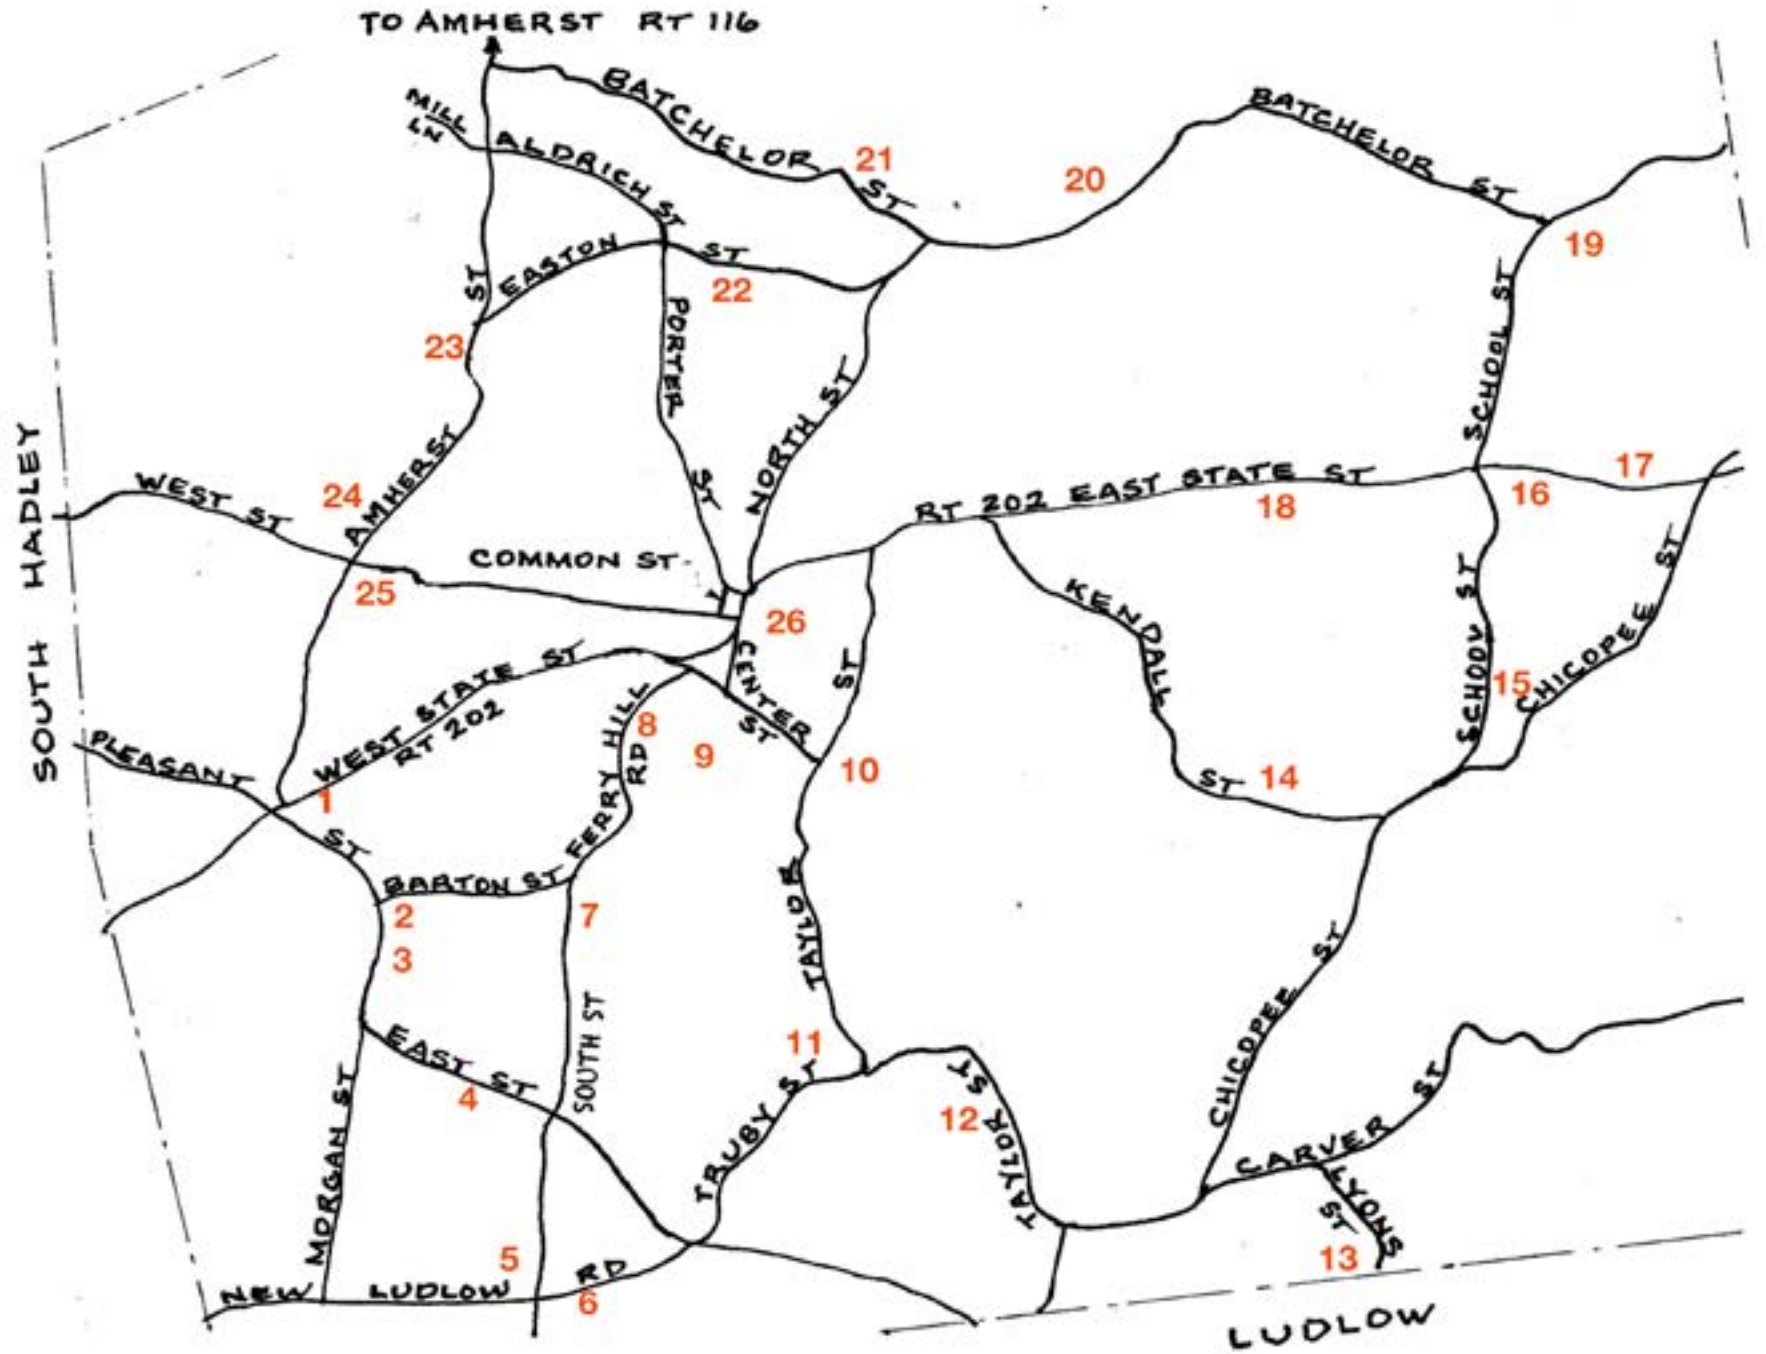 TO AMHERST RT 116
BATCHELOR ST
21
20
BATCHELOR ST
19
MILL LN
ALDRICH ST
EASTON ST
22
ST
23
AMHERST
PORTER ST
NORTH ST
SCHOOL ST
SOUTH HADLEY
WEST ST
24
25
COMMON ST
26
RT 202 EAST STATE ST
18
16
17
KENDALL ST
14
SCHOOL ST
15
CHICOPEE ST
CENTER ST
ST
WEST STATE ST
RT 202
PLEASANT ST
1
FERRY HILL RD
8
9
10
BARTON ST
2
3
7
TAYLOR
SOUTH ST
EAST ST
4
11
TRUBY ST
12
TAYLOR ST
CHICOPEE ST
CARVER ST
LYONS ST
13
MORGAN ST
5
NEW LUDLOW RD
6
LUDLOW